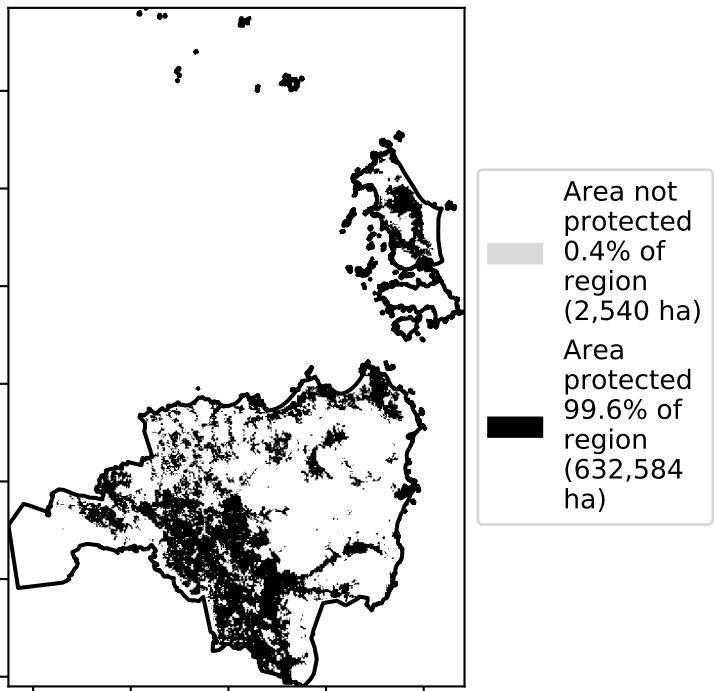 Area not
protected
0.4% of
region
(2,540 ha)
Area
protected
99.6% of
region
(632,584
ha)